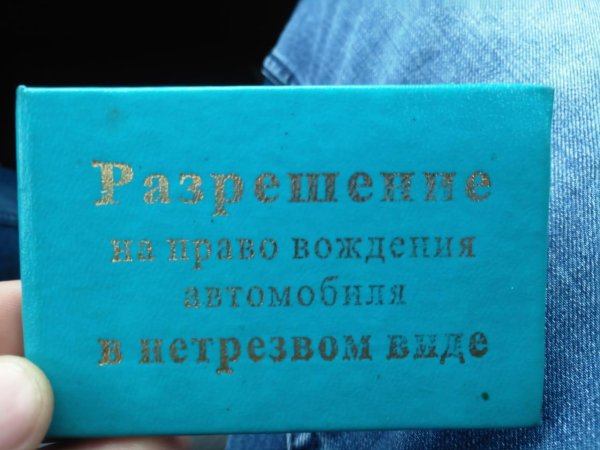 Разрешение
на право вождения
автомобиля
в нетрезвом виде